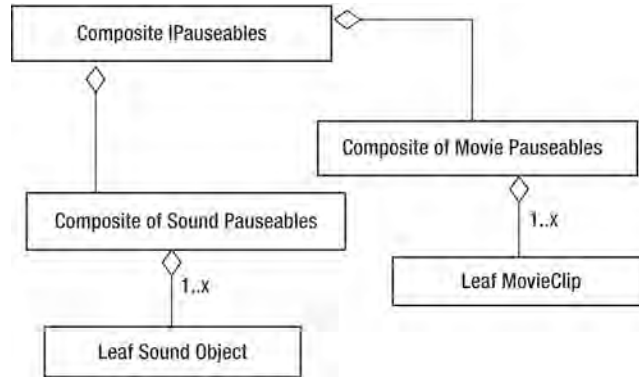 Composite IPauseables
Composite of Movie Pauseables
Composite of Sound Pauseables
1..x
Leaf MovieClip
1..x
Leaf Sound Object